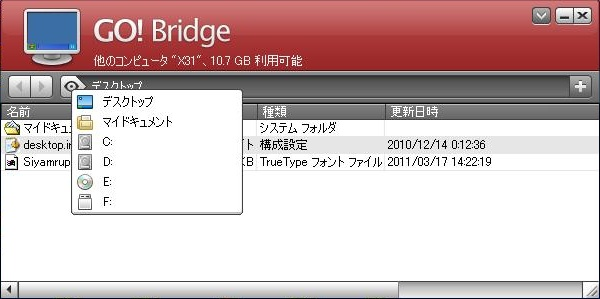 GO! Bridge
他のコンピュータ "X31"、10.7 GB 利用可能
デスクトップ
名前 種類 更新日時
デスクトップ
マイドキュメント
C:
D:
E:
F:
マイドキュ システム フォルダ
desktop.in ト 構成設定 2010/12/14 0:12:36
Siyamrup KB TrueType フォント ファイル 2011/03/17 14:22:19